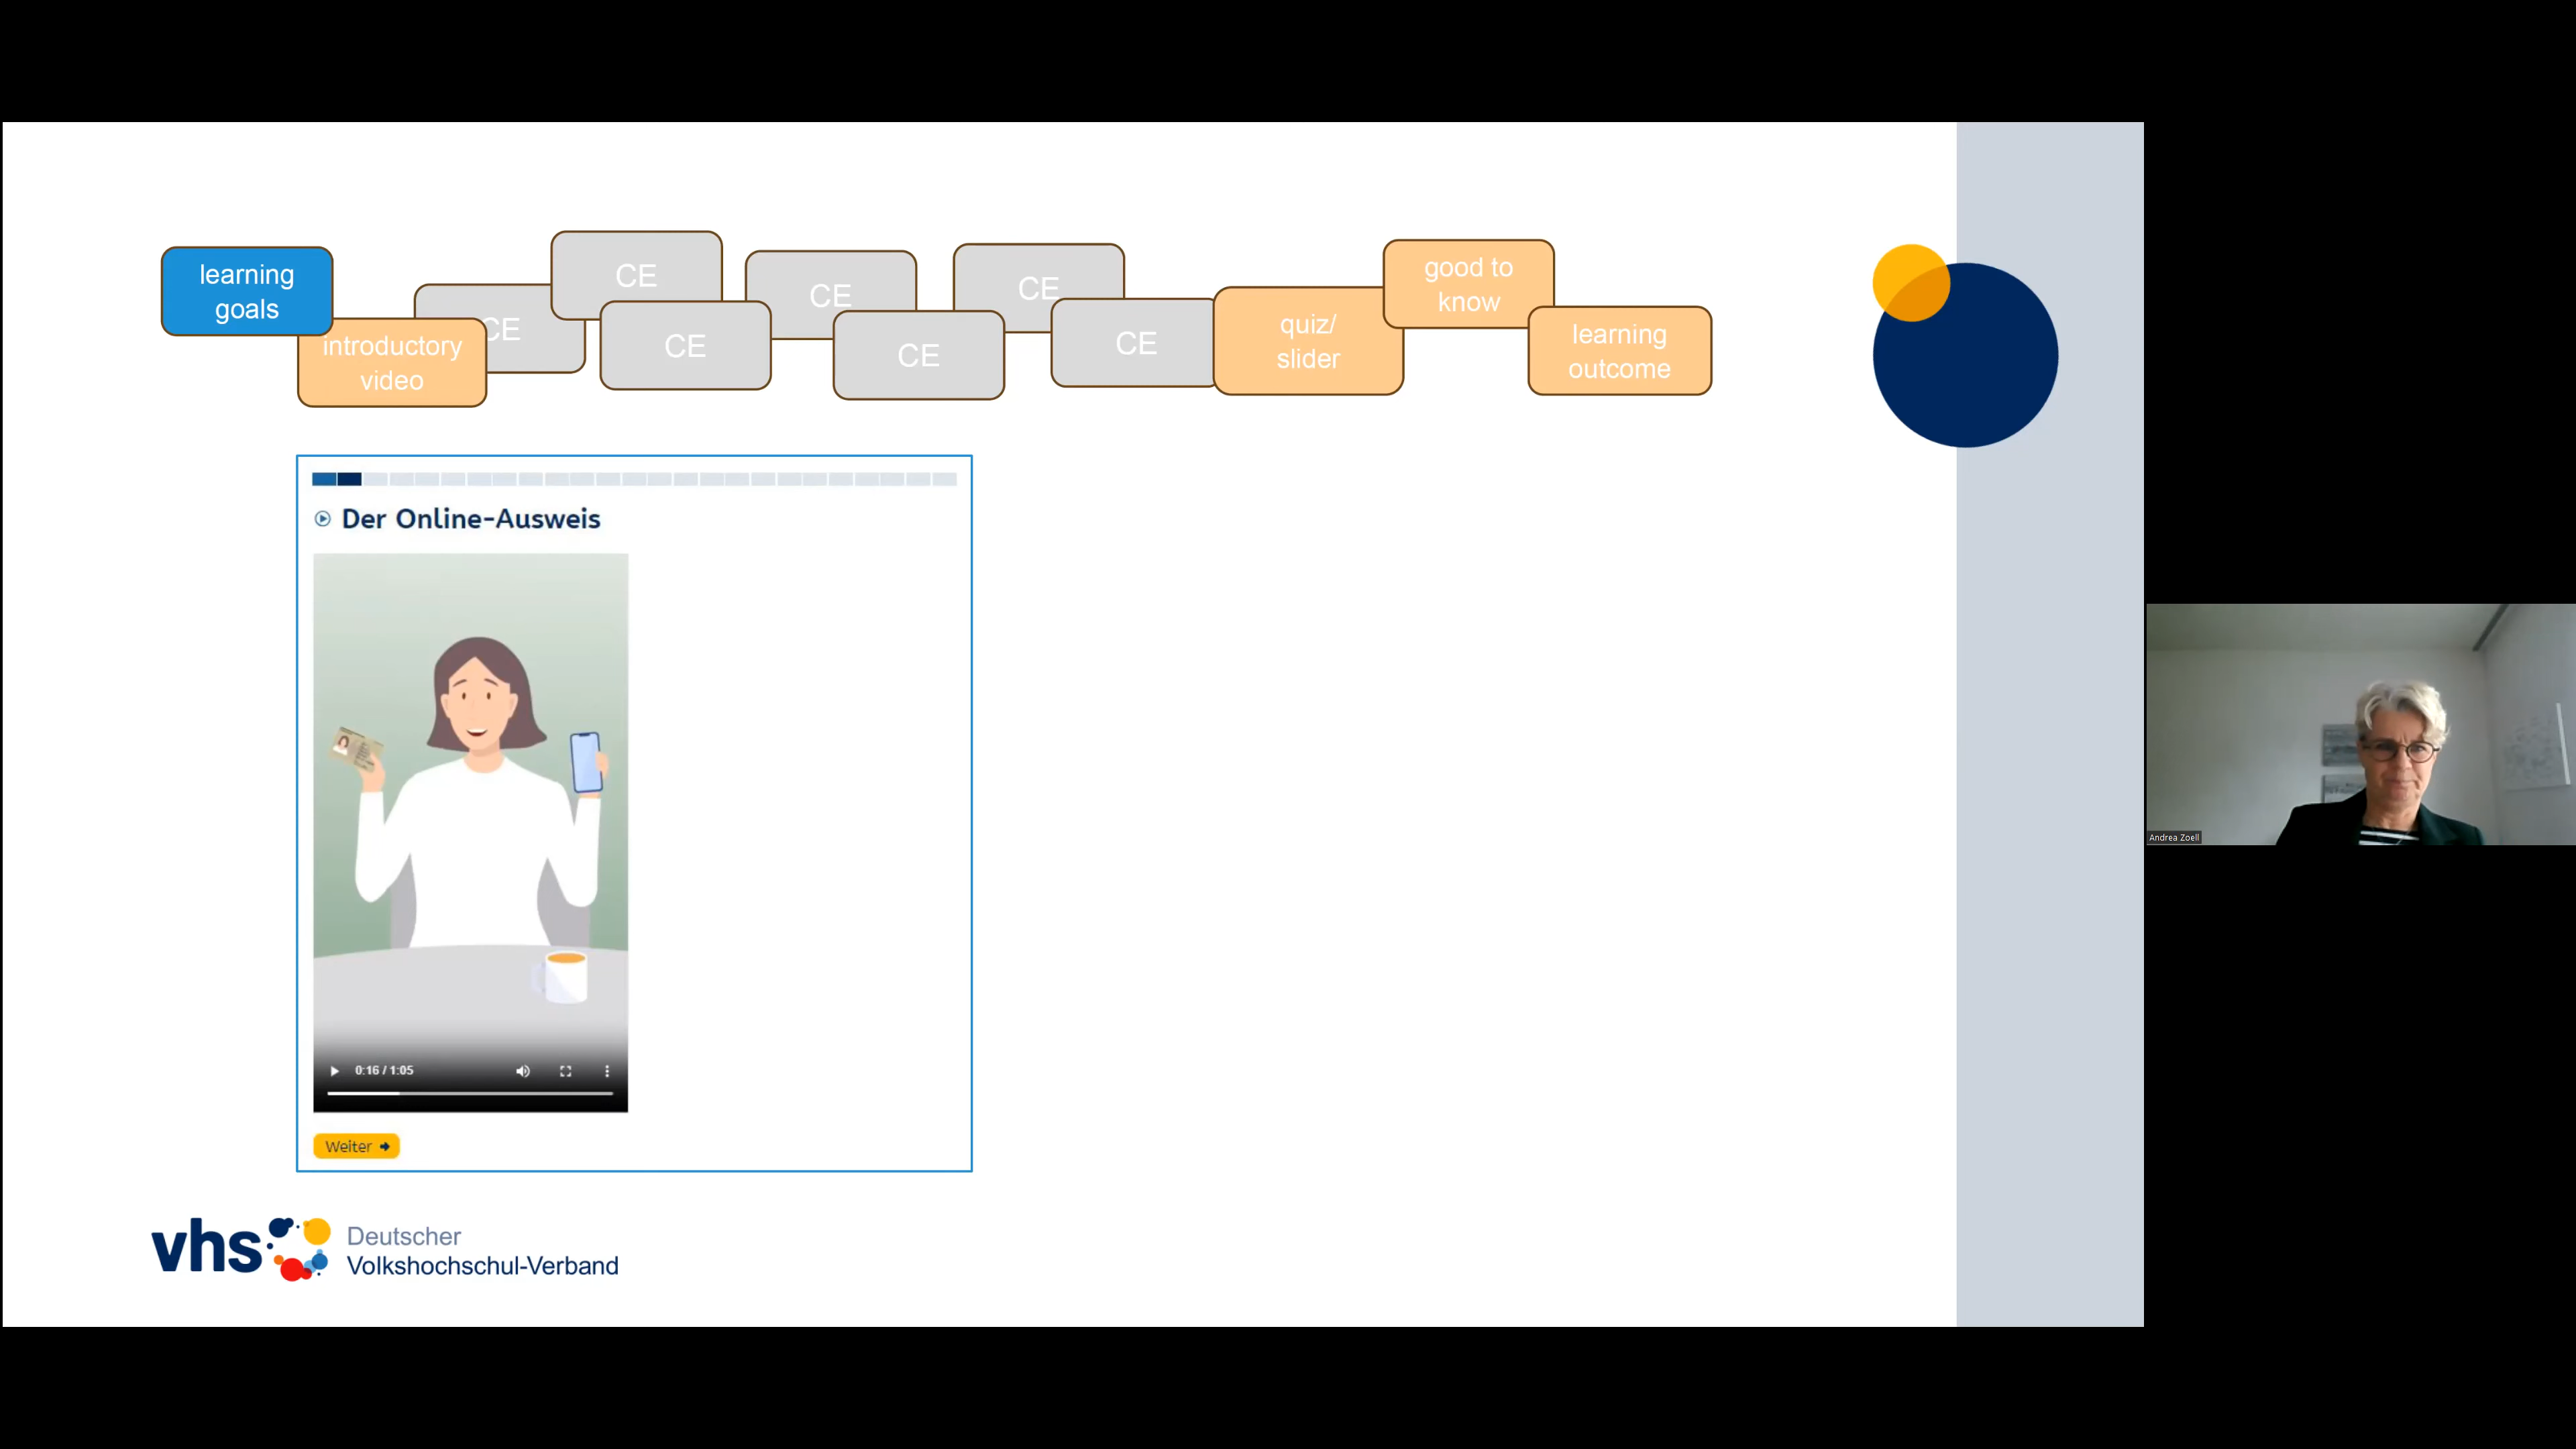 learning
goals
introductory
video
CE
CE
CE
CE
CE
CE
CE
quiz/
slider
good to
know
learning
outcome
Der Online-Ausweis
0:16 / 1:05
Weiter
vhs
Deutscher
Volkshochschul-Verband
Andrea Zoell